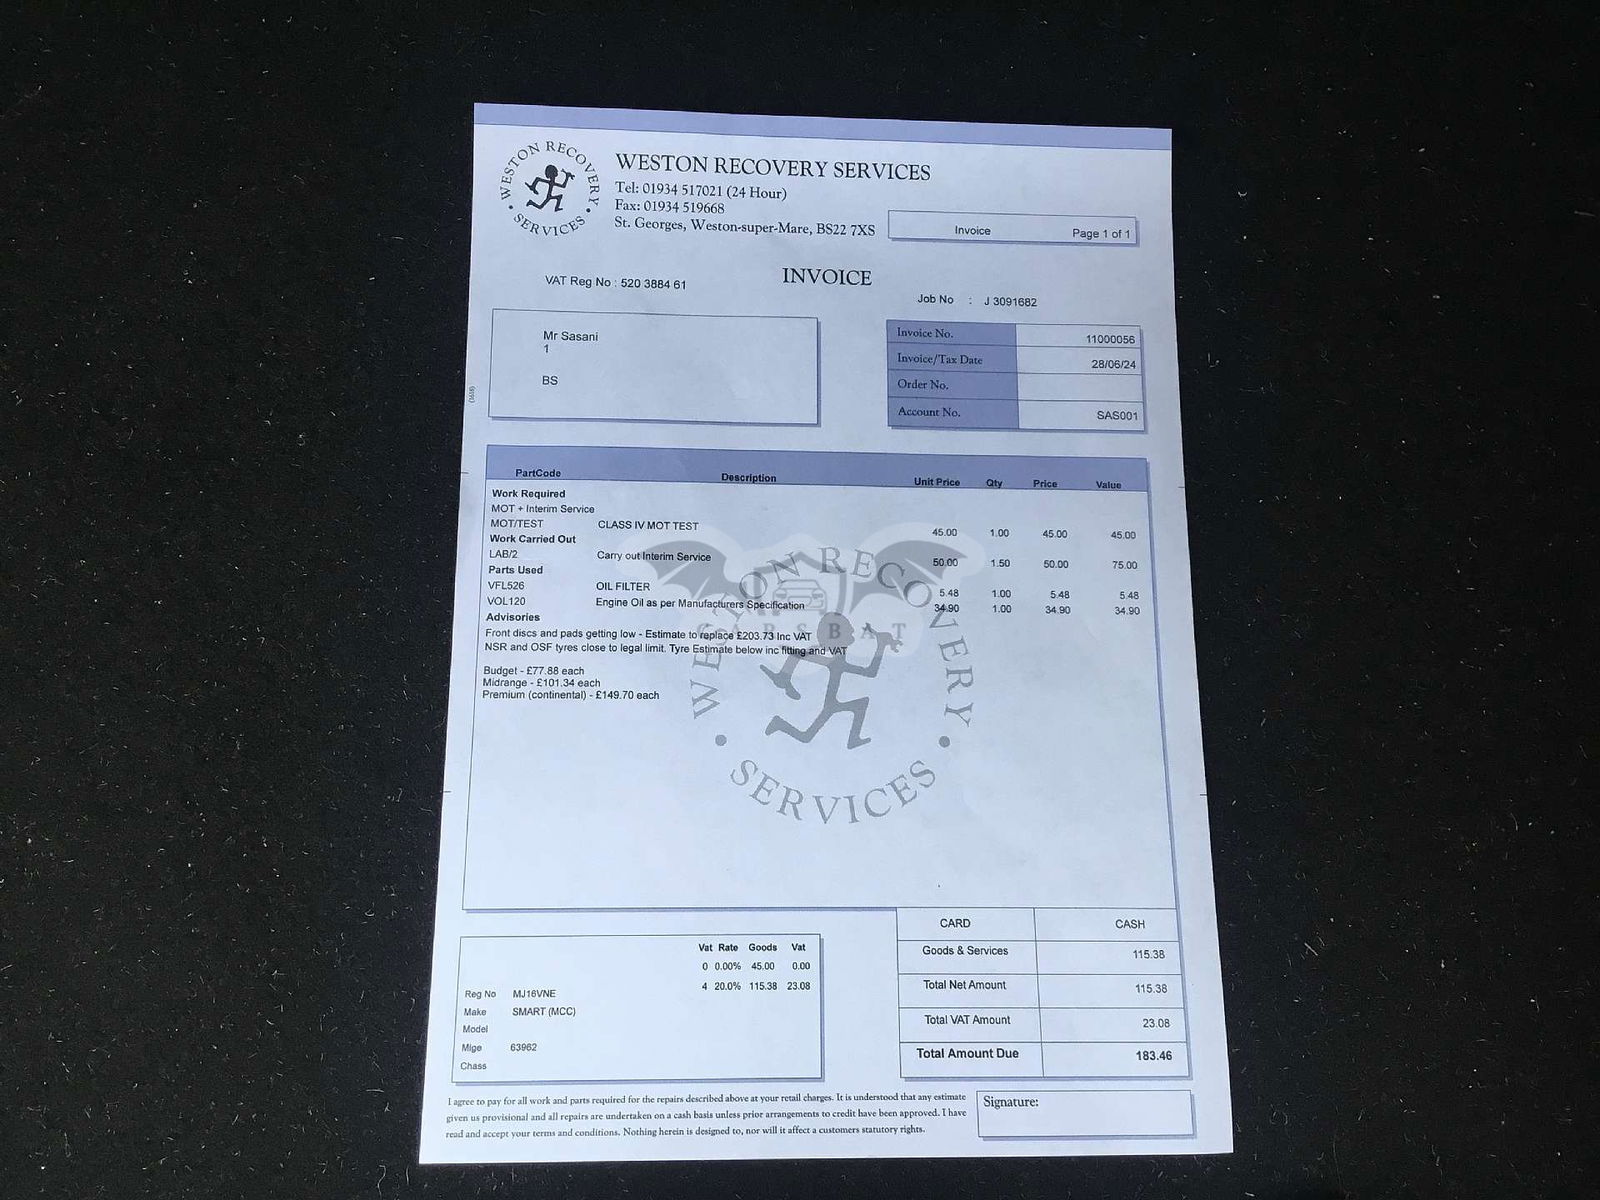 WESTON RECOVERY SERVICES
WESTON RECOVERY SERVICES
Tel: 01934 517021 (24 Hour)
Fax: 01934 519668
St. Georges, Weston-super-Mare, BS22 7XS
Invoice Page 1 of 1
INVOICE
VAT Reg No : 520 3884 61
Job No : J 3091682
Mr Sasani
1
BS
Invoice No. 11000056
Invoice/Tax Date 28/06/24
Order No.
Account No. SAS001
PartCode Description Unit Price Qty Price Value
Work Required
MOT + Interim Service
MOT/TEST CLASS IV MOT TEST 45.00 1.00 45.00 45.00
Work Carried Out
LAB/2 Carry out Interim Service 50.00 1.50 50.00 75.00
Parts Used
VFL526 OIL FILTER 5.48 1.00 5.48 5.48
VOL120 Engine Oil as per Manufacturers Specification 34.90 1.00 34.90 34.90
Advisories
Front discs and pads getting low - Estimate to replace £203.73 Inc VAT
NSR and OSF tyres close to legal limit. Tyre Estimate below inc fitting and VAT
Budget - £77.88 each
Midrange - £101.34 each
Premium (continental) - £149.70 each
CARSBAT
WESTON RECOVERY SERVICES
CARD CASH
Goods & Services 115.38
Total Net Amount 115.38
Total VAT Amount 23.08
Total Amount Due 183.46
Vat Rate Goods Vat
0 0.00% 45.00 0.00
4 20.0% 115.38 23.08
Reg No MJ16VNE
Make SMART (MCC)
Model
Mlge 63962
Chass
I agree to pay for all work and parts required for the repairs described above at your retail charges. It is understood that any estimate
given us provisional and all repairs are undertaken on a cash basis unless prior arrangements to credit have been approved. I have
read and accept your terms and conditions. Nothing herein is designed to, nor will it affect a customers statutory rights.
Signature: